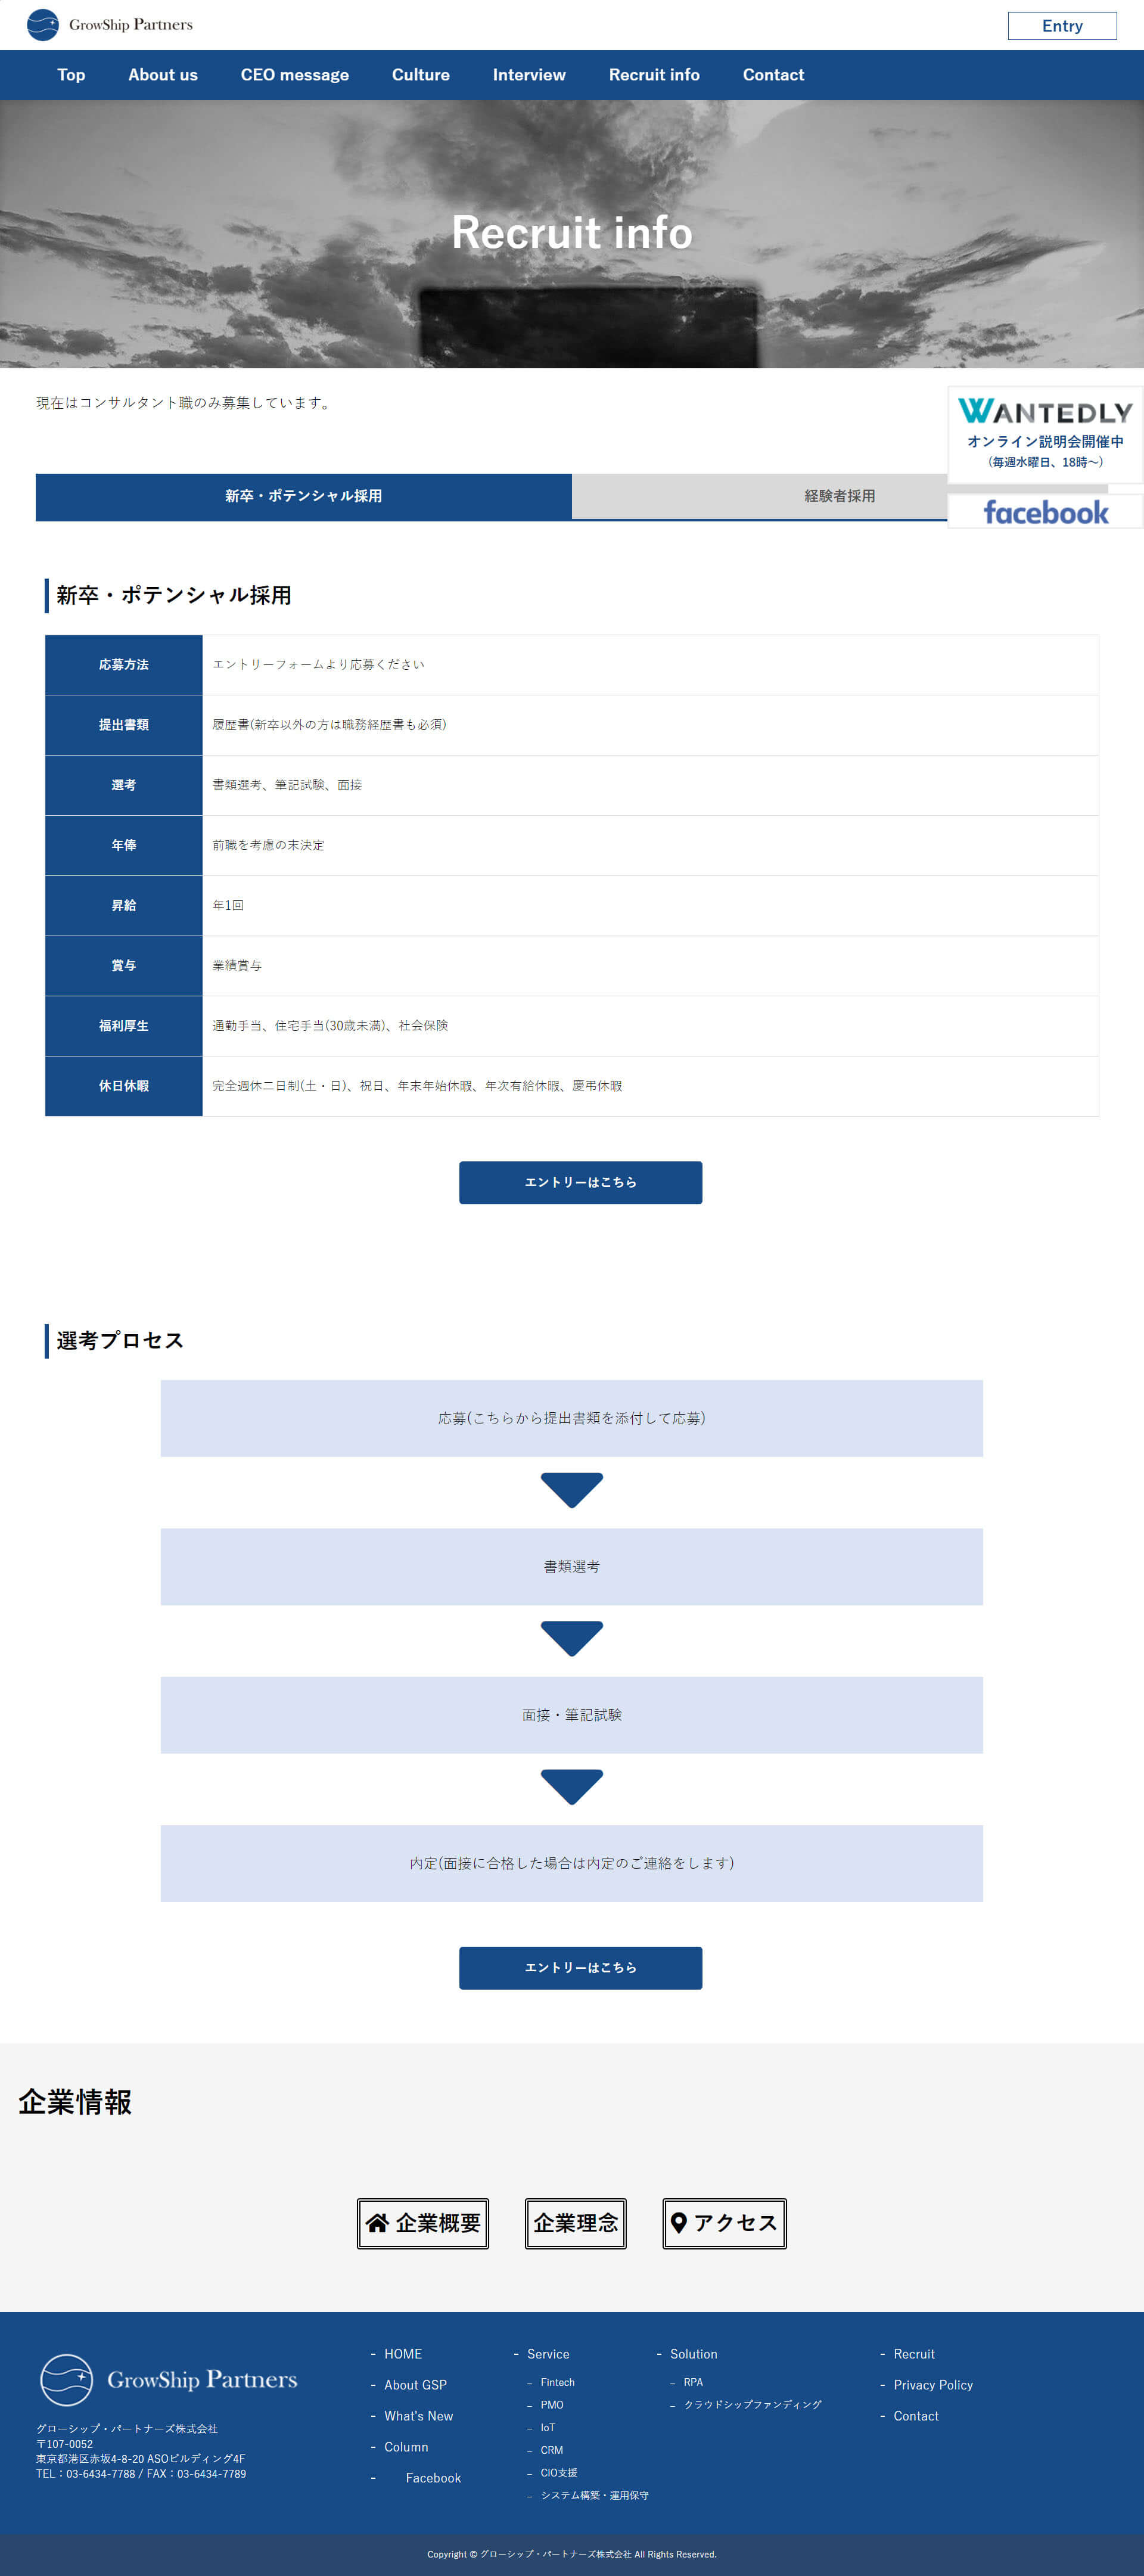 GrowShip Partners
Entry
Top
About us
CEO message
Culture
Interview
Recruit info
Contact
Recruit info
現在はコンサルタント職のみ募集しています。
WANTEDLY
オンライン説明会開催中
(毎週水曜日、18時〜)
新卒・ポテンシャル採用
経験者採用
facebook
新卒・ポテンシャル採用
応募方法 エントリーフォームより応募ください
提出書類 履歴書(新卒以外の方は職務経歴書も必須)
選考 書類選考、筆記試験、面接
年俸 前職を考慮の末決定
昇給 年1回
賞与 業績賞与
福利厚生 通勤手当、住宅手当(30歳未満)、社会保険
休日休暇 完全週休二日制(土・日)、祝日、年末年始休暇、年次有給休暇、慶弔休暇
エントリーはこちら
選考プロセス
応募(こちらから提出書類を添付して応募)
書類選考
面接・筆記試験
内定(面接に合格した場合は内定のご連絡をします)
エントリーはこちら
企業情報
企業概要
企業理念
アクセス
GrowShip Partners
グローシップ・パートナーズ株式会社
〒107-0052
東京都港区赤坂4-8-20 ASOビルディング4F
TEL：03-6434-7788 / FAX：03-6434-7789
- HOME
- About GSP
- What's New
- Column
- Facebook
- Service
– Fintech
– PMO
– IoT
– CRM
– CIO支援
– システム構築・運用保守
- Solution
– RPA
– クラウドシップファンディング
- Recruit
- Privacy Policy
- Contact
Copyright © グローシップ・パートナーズ株式会社 All Rights Reserved.